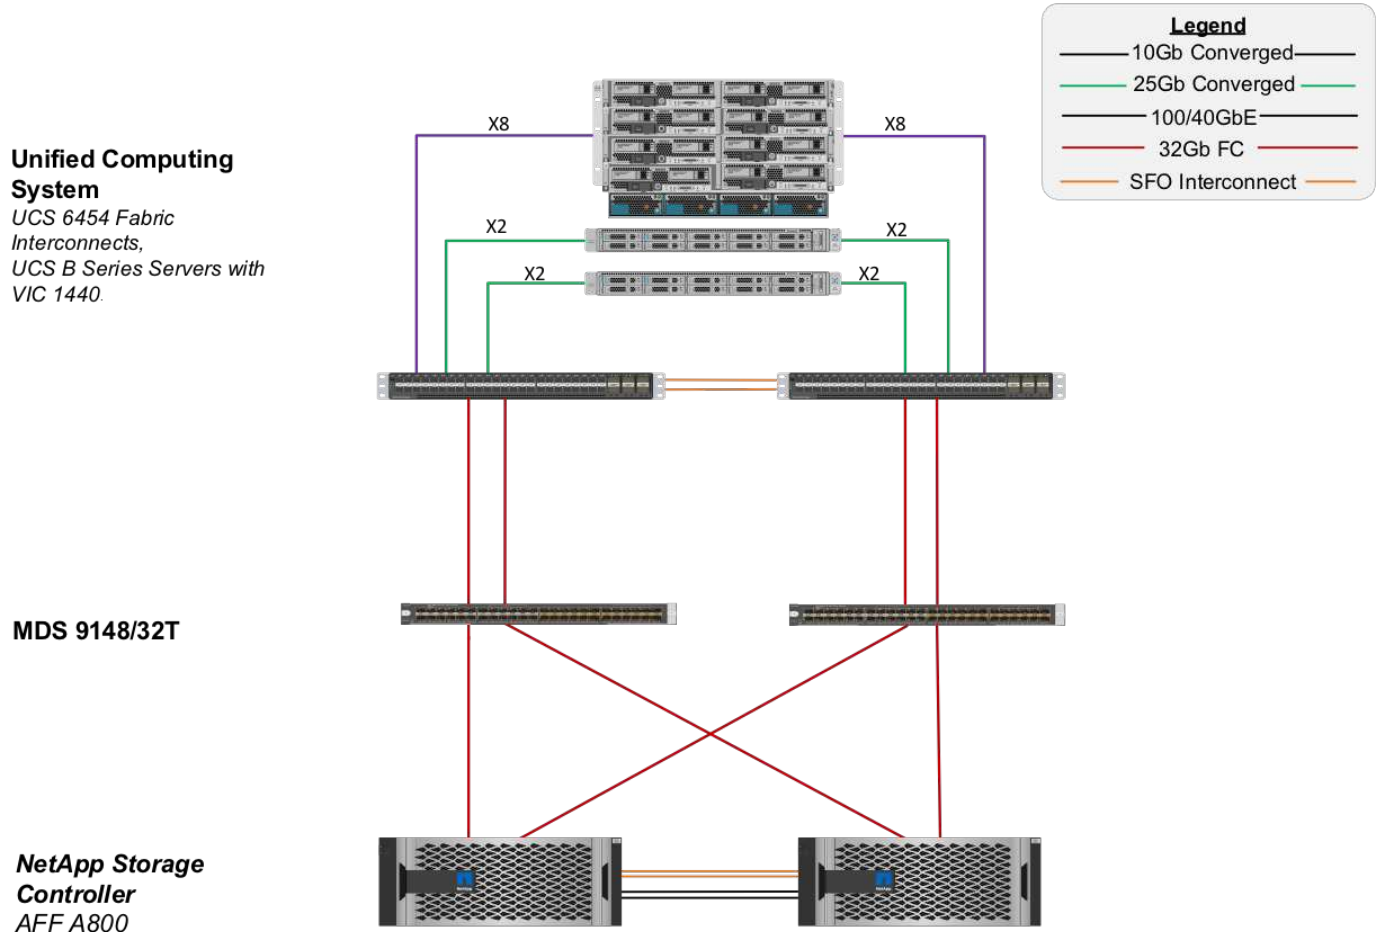 Legend
10Gb Converged
25Gb Converged
100/40GbE
32Gb FC
SFO Interconnect
X8
X8
Unified Computing
System
UCS 6454 Fabric
Interconnects,
UCS B Series Servers with
VIC 1440.
X2
X2
X2
X2
MDS 9148/32T
NetApp Storage
Controller
AFF A800